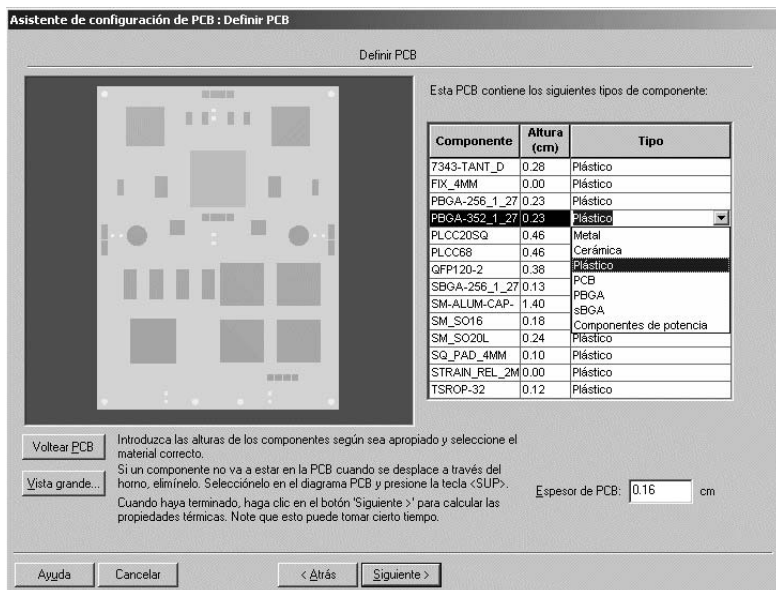 Asistente de configuración de PCB : Definir PCB
Definir PCB
Esta PCB contiene los siguientes tipos de componente:
Componente Altura (cm) Tipo
7343-TANT_D 0.28 Plástico
FIX_4MM 0.00 Plástico
PBGA-256_1_27 0.23 Plástico
PBGA-352_1_27 0.23 Plástico
PLCC20SQ 0.46
PLCC68 0.46
QFP120-2 0.38
SBGA-256_1_27 0.13
SM-ALUM-CAP- 1.40
SM_SO16 0.18
SM_SO20L 0.24 Plástico
SQ_PAD_4MM 0.10 Plástico
STRAIN_REL_2M 0.00 Plástico
TSROP-32 0.12 Plástico
Metal
Cerámica
Plástico
PCB
PBGA
sBGA
Componentes de potencia
Voltear PCB
Vista grande...
Introduzca las alturas de los componentes según sea apropiado y seleccione el
material correcto.
Si un componente no va a estar en la PCB cuando se desplace a través del
horno, elimínelo. Selecciónelo en el diagrama PCB y presione la tecla <SUP>.
Cuando haya terminado, haga clic en el botón 'Siguiente >' para calcular las
propiedades térmicas. Note que esto puede tomar cierto tiempo.
Espesor de PCB: 0.16 cm
Ayuda
Cancelar
< Atrás
Siguiente >